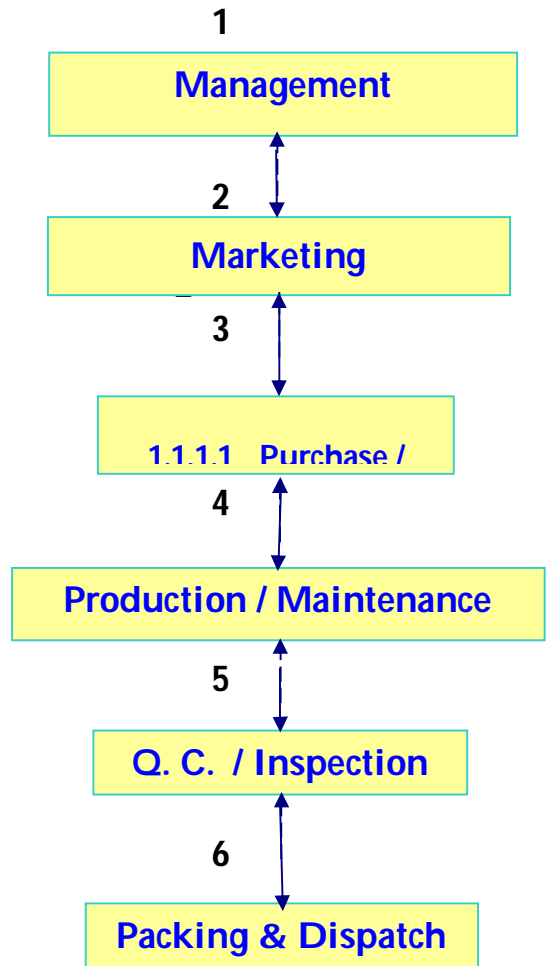 1
Management
2
Marketing
3
1.1.1.1 Purchase /
4
Production / Maintenance
5
Q. C. / Inspection
6
Packing & Dispatch